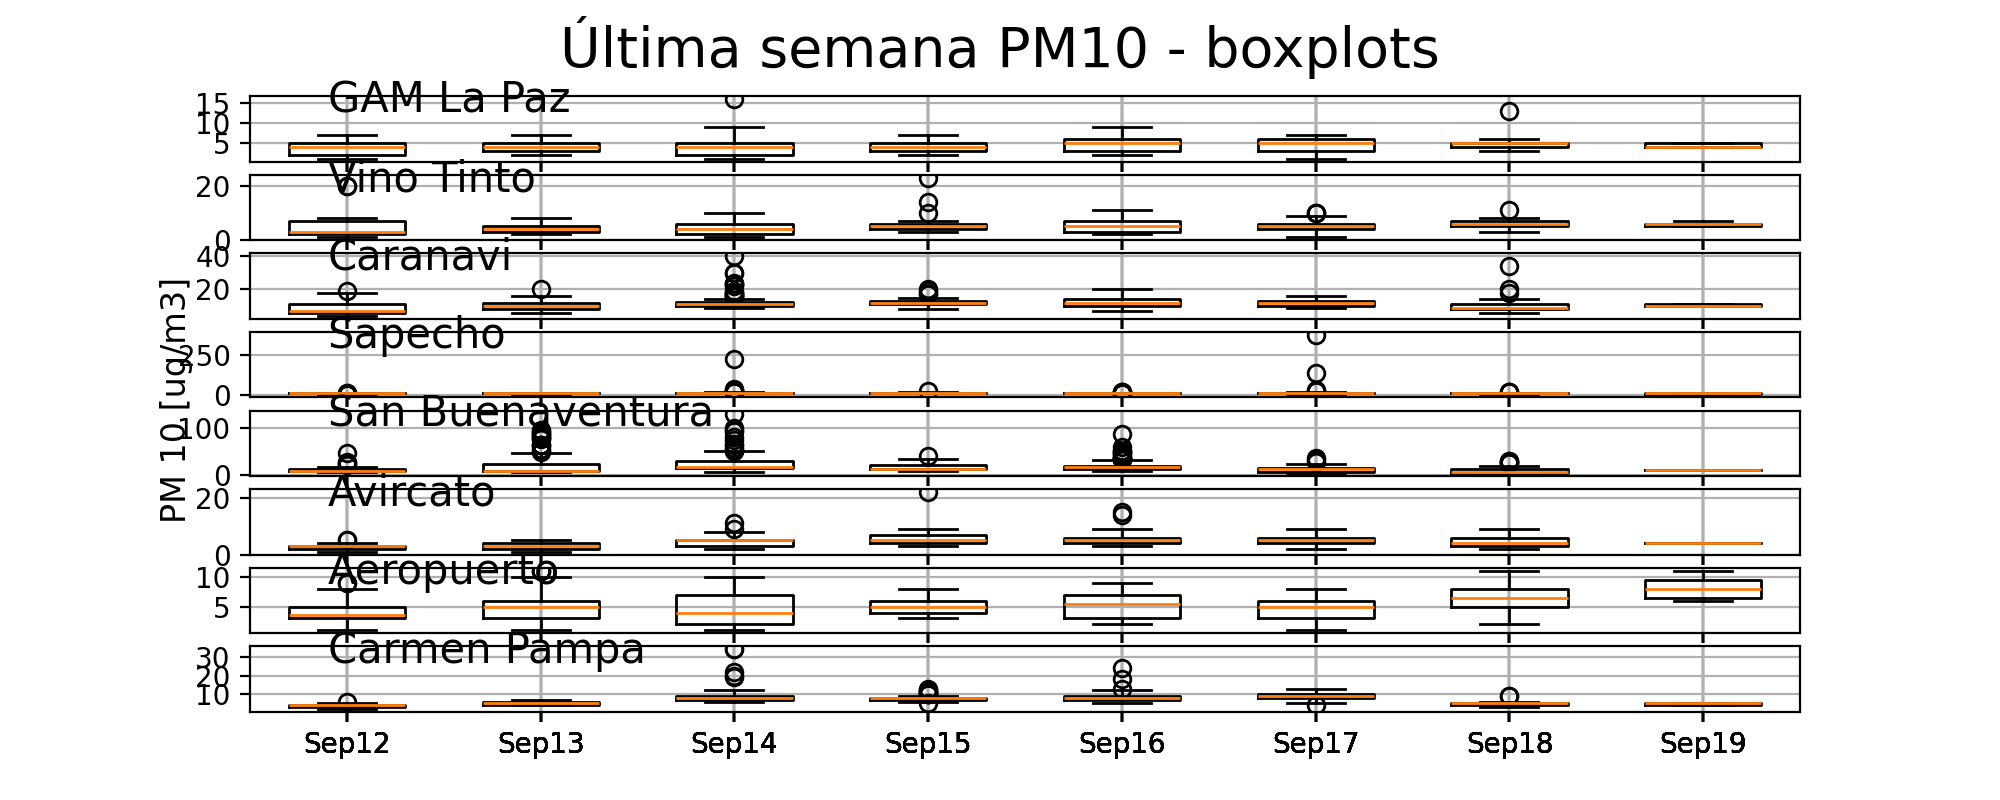 Última semana PM10 - boxplots
PM 10 [ug/m3]
GAM La Paz
15
10
5
Vino Tinto
20
0
Caranavi
40
20
Sapecho
250
0
San Buenaventura
100
0
Avircato
20
0
Aeropuerto
10
5
Carmen Pampa
30
20
10
Sep12 Sep13 Sep14 Sep15 Sep16 Sep17 Sep18 Sep19